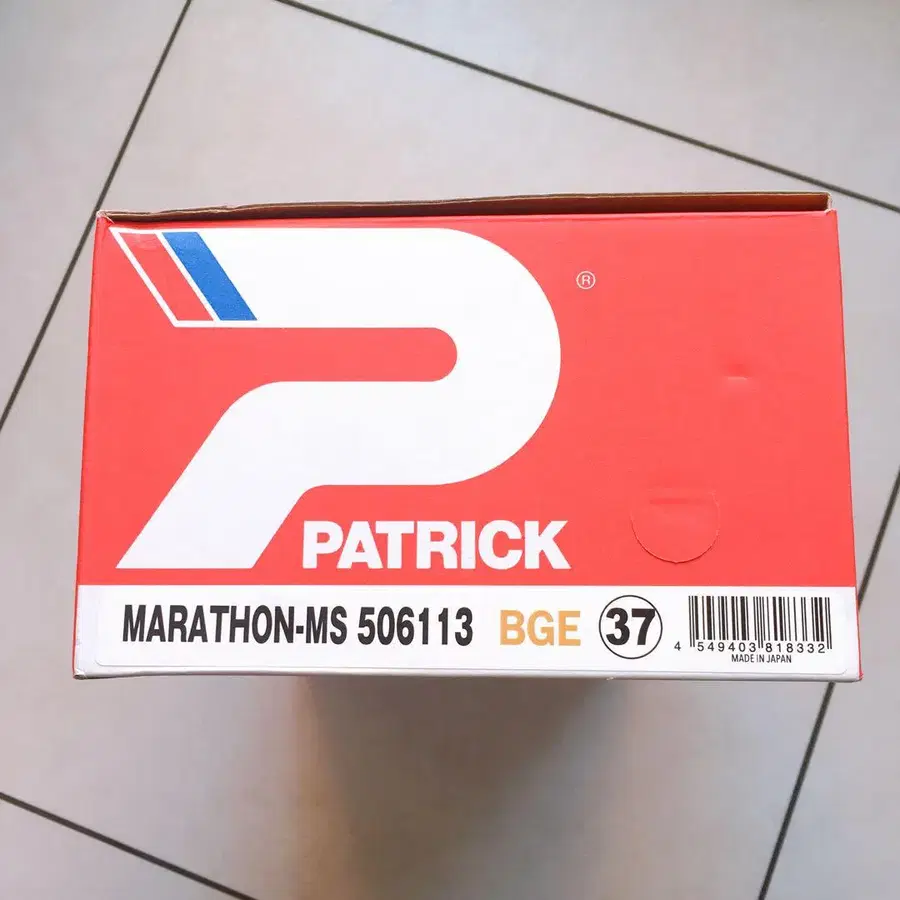 ®
PATRICK
MARATHON-MS 506113 BGE 37
4 549403 818332
MADE IN JAPAN